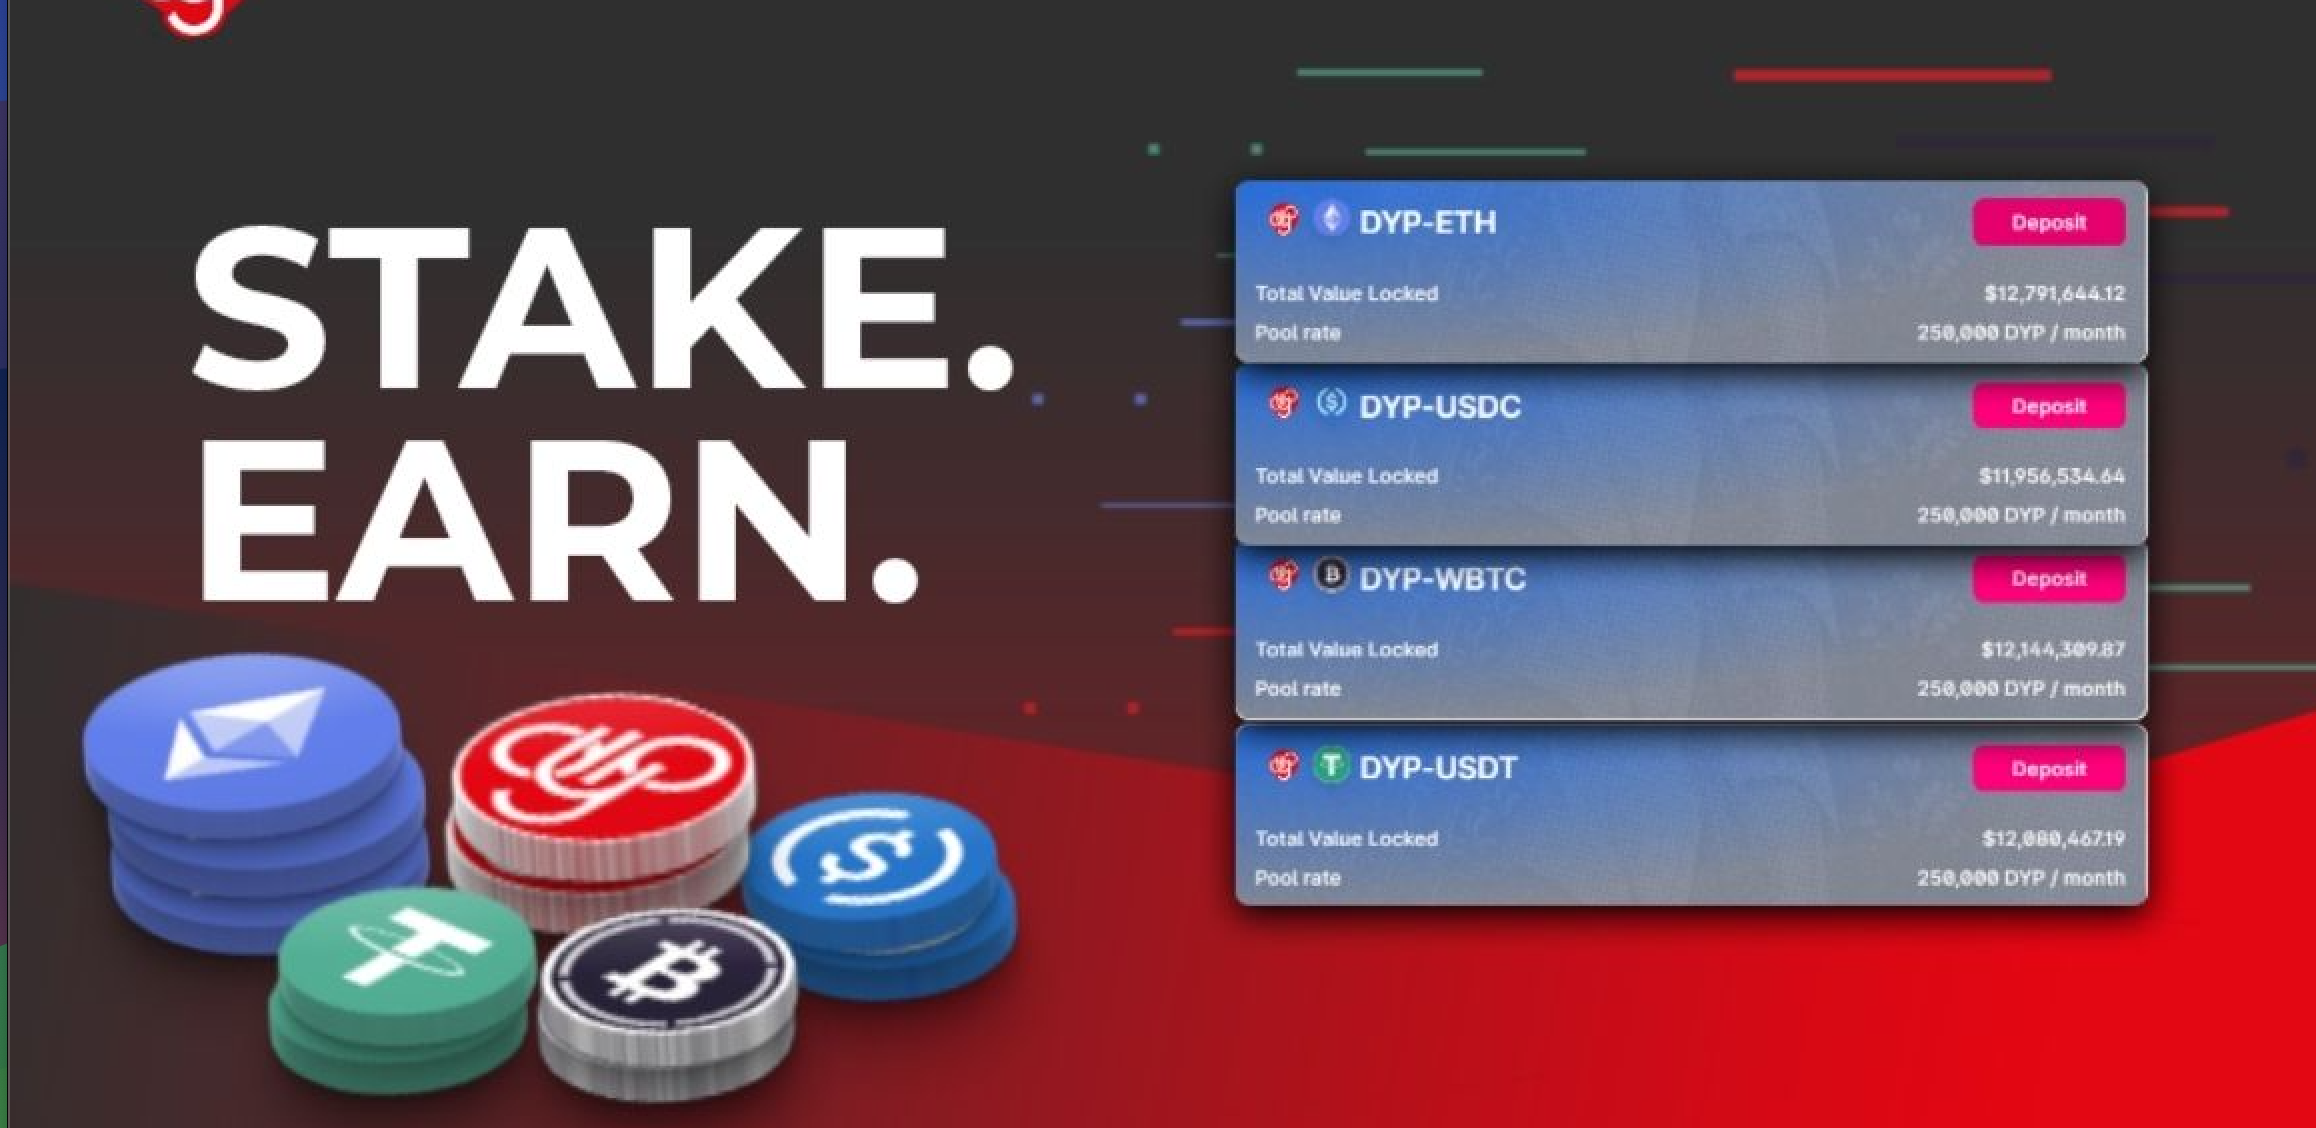 STAKE.
EARN.
DYP-ETH
Deposit
Total Value Locked
$12,791,644.12
Pool rate
250,000 DYP / month
DYP-USDC
Deposit
Total Value Locked
$11,956,534.64
Pool rate
250,000 DYP / month
DYP-WBTC
Deposit
Total Value Locked
$12,144,309.87
Pool rate
250,000 DYP / month
DYP-USDT
Deposit
Total Value Locked
$12,080,467.19
Pool rate
250,000 DYP / month